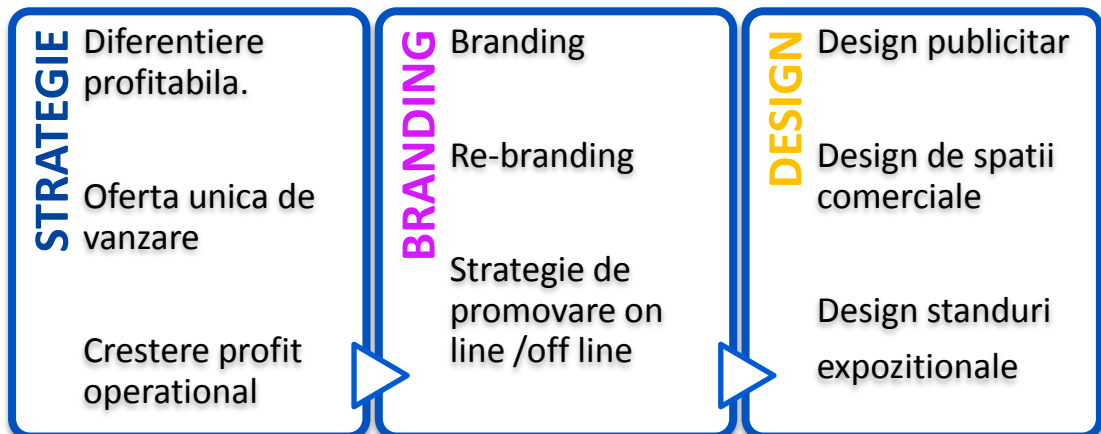 STRATEGIE
Diferentiere
profitabila.
Oferta unica de
vanzare
Crestere profit
operational
BRANDING
Branding
Re-branding
Strategie de
promovare on
line /off line
DESIGN
Design publicitar
Design de spatii
comerciale
Design standuri
expozitionale